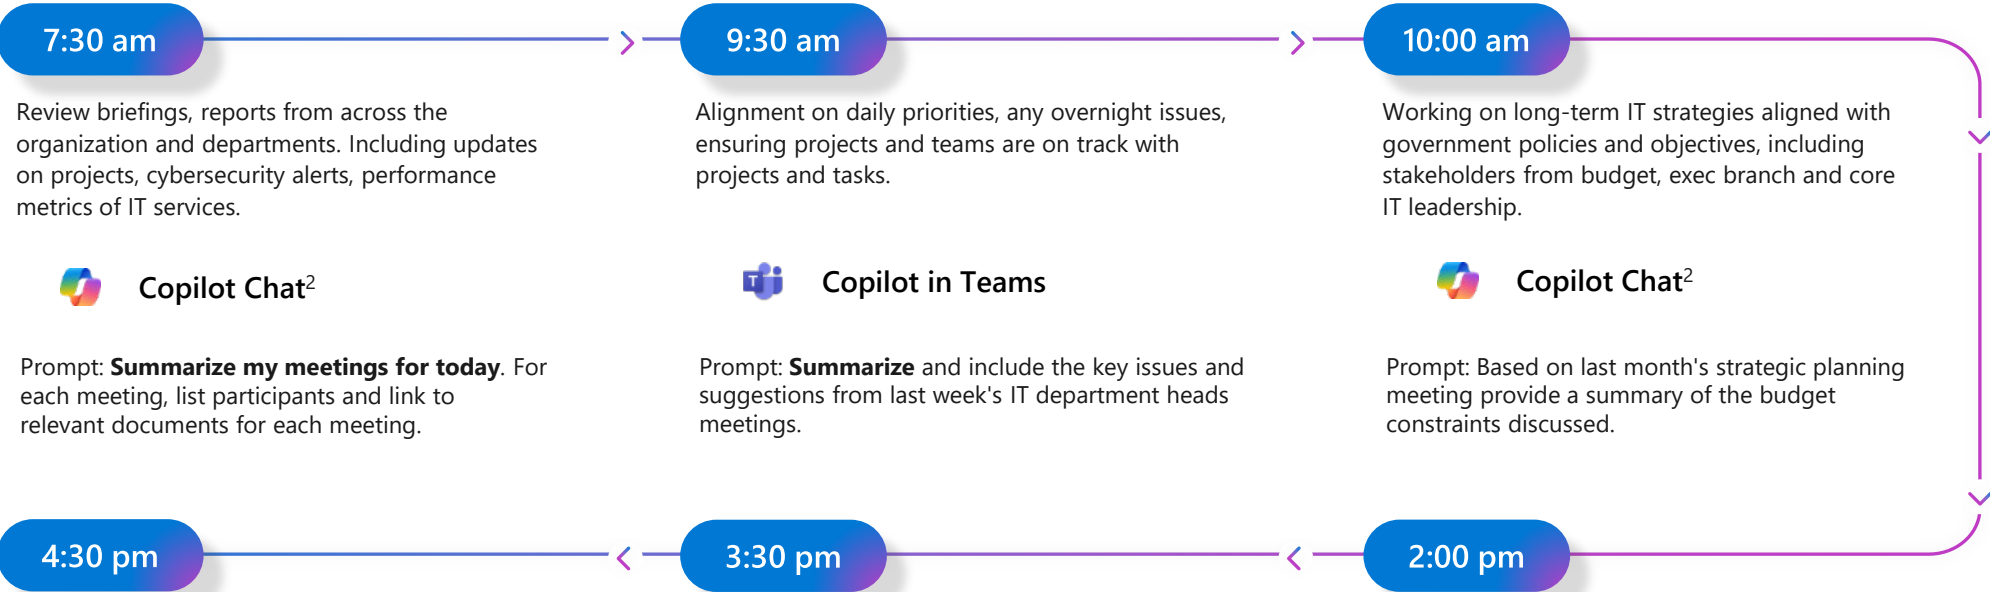 7:30 am
Review briefings, reports from across the
organization and departments. Including updates
on projects, cybersecurity alerts, performance
metrics of IT services.
Copilot Chat²
Prompt: Summarize my meetings for today. For
each meeting, list participants and link to
relevant documents for each meeting.
9:30 am
Alignment on daily priorities, any overnight issues,
ensuring projects and teams are on track with
projects and tasks.
T
Copilot in Teams
Prompt: Summarize and include the key issues and
suggestions from last week's IT department heads
meetings.
10:00 am
Working on long-term IT strategies aligned with
government policies and objectives, including
stakeholders from budget, exec branch and core
IT leadership.
Copilot Chat²
Prompt: Based on last month's strategic planning
meeting provide a summary of the budget
constraints discussed.
2:00 pm
3:30 pm
4:30 pm